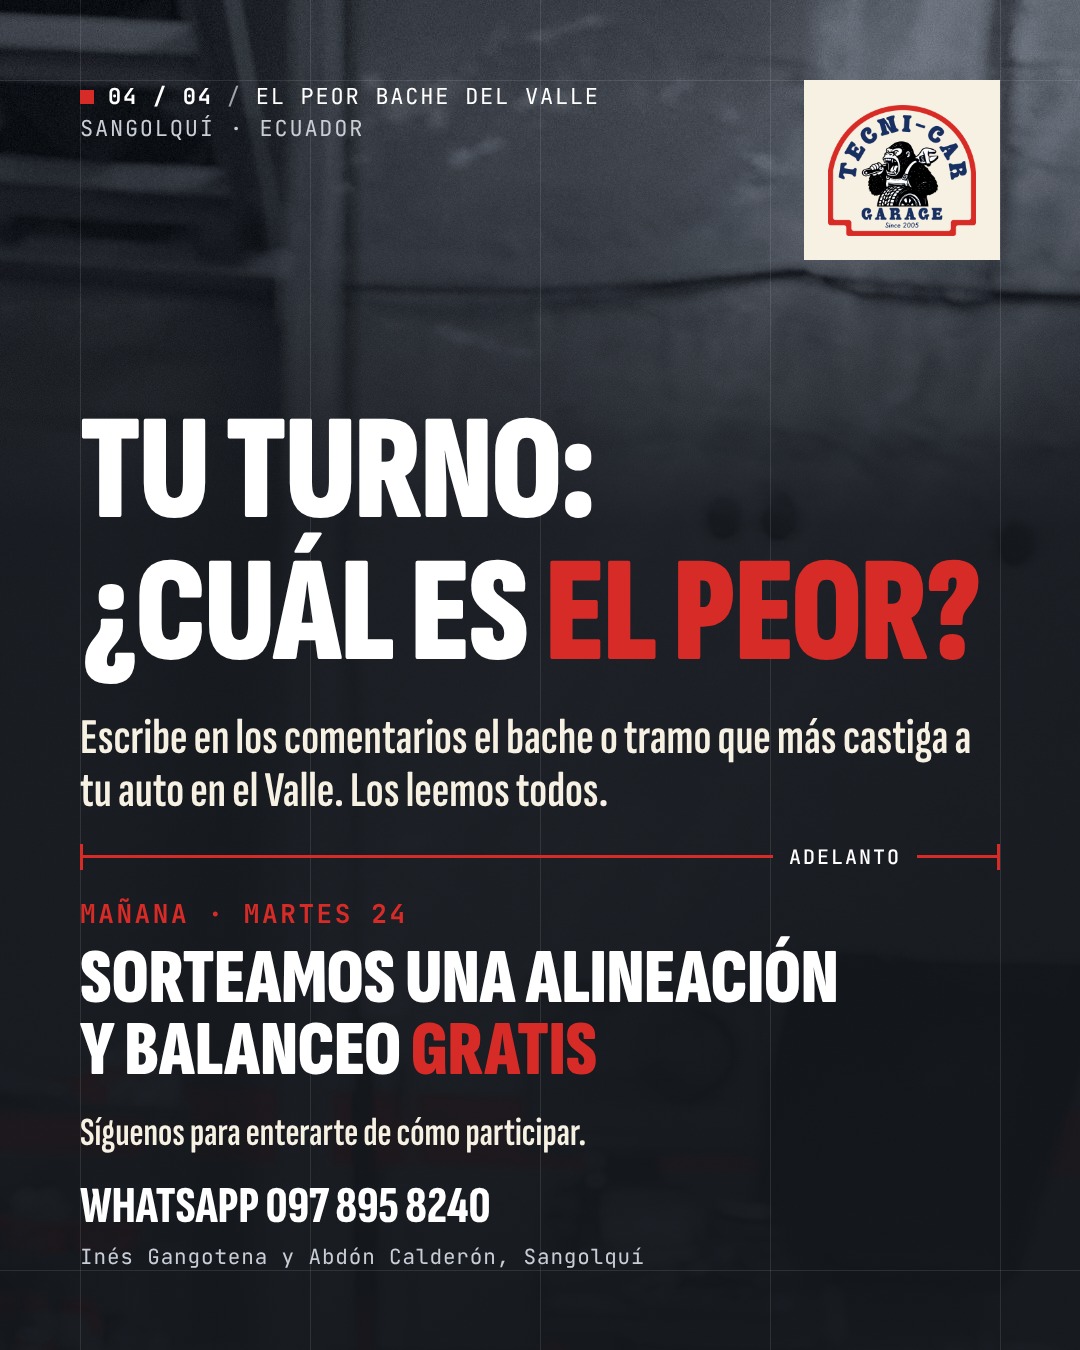 04 / 04 / EL PEOR BACHE DEL VALLE
SANGOLQUÍ · ECUADOR
TECNI-CAR
GARAGE
Since 2005
TU TURNO:
¿CUÁL ES EL PEOR?
Escribe en los comentarios el bache o tramo que más castiga a
tu auto en el Valle. Los leemos todos.
ADELANTO
MAÑANA · MARTES 24
SORTEAMOS UNA ALINEACIÓN
Y BALANCEO GRATIS
Síguenos para enterarte de cómo participar.
WHATSAPP 097 895 8240
Inés Gangotena y Abdón Calderón, Sangolquí